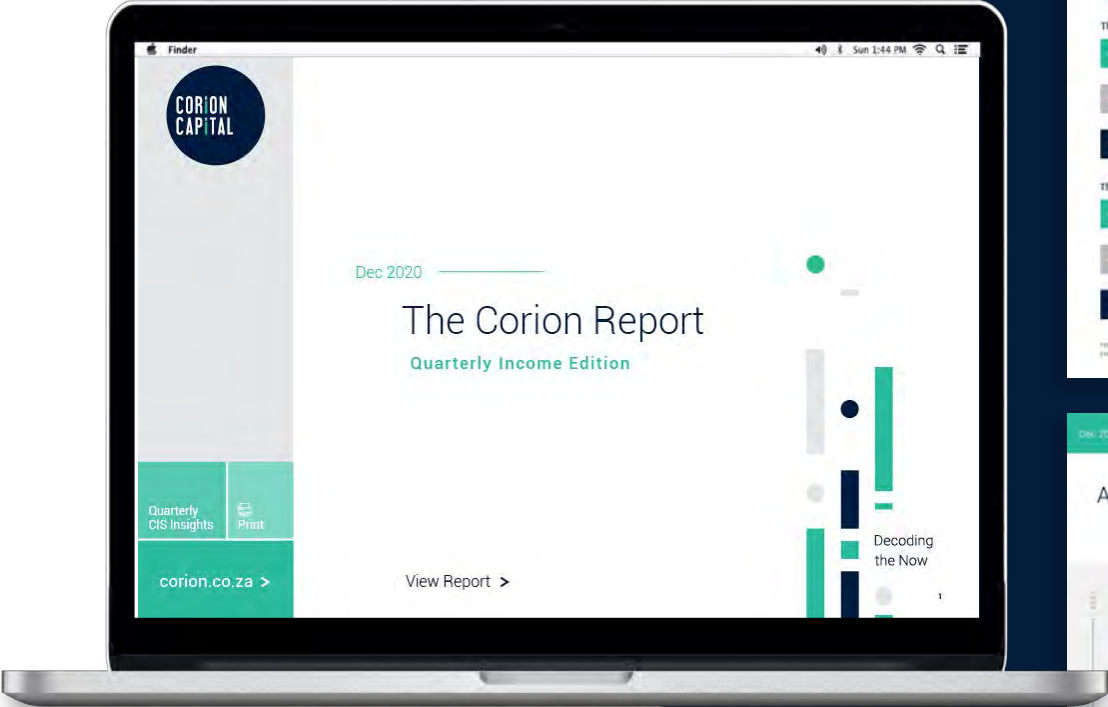 Finder
Sun 1:44 PM
CORiON
CAPiTAL
Dec 2020
The Corion Report
Quarterly Income Edition
Quarterly
CIS Insights
Print
corion.co.za >
View Report >
Decoding
the Now
1